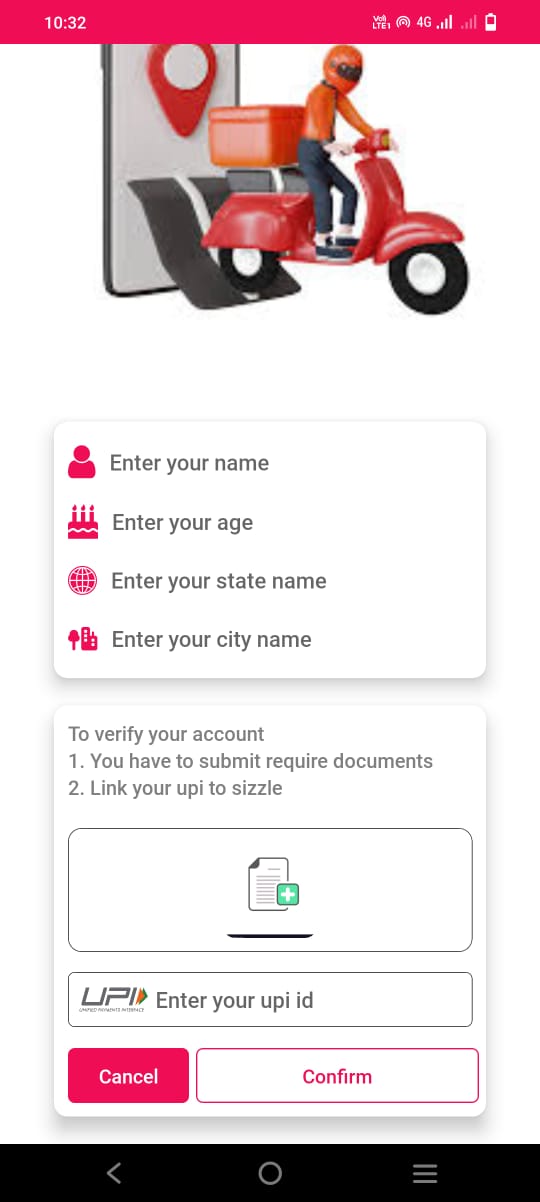 10:32
Vo) LTE1 4G
Enter your name
Enter your age
Enter your state name
Enter your city name
To verify your account
1. You have to submit require documents
2. Link your upi to sizzle
UPI Enter your upi id
UNIFIED PAYMENTS INTERFACE
Cancel Confirm